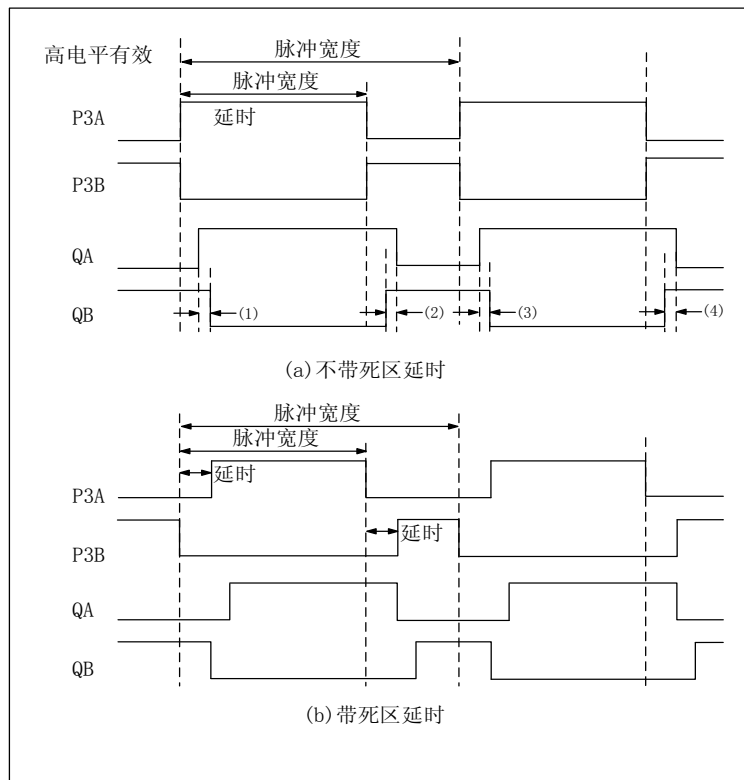 高电平有效
脉冲宽度
脉冲宽度
延时
P3A
P3B
QA
QB
(1)
(2)
(3)
(4)
(a)不带死区延时
脉冲宽度
脉冲宽度
延时
P3A
延时
P3B
QA
QB
(b)带死区延时